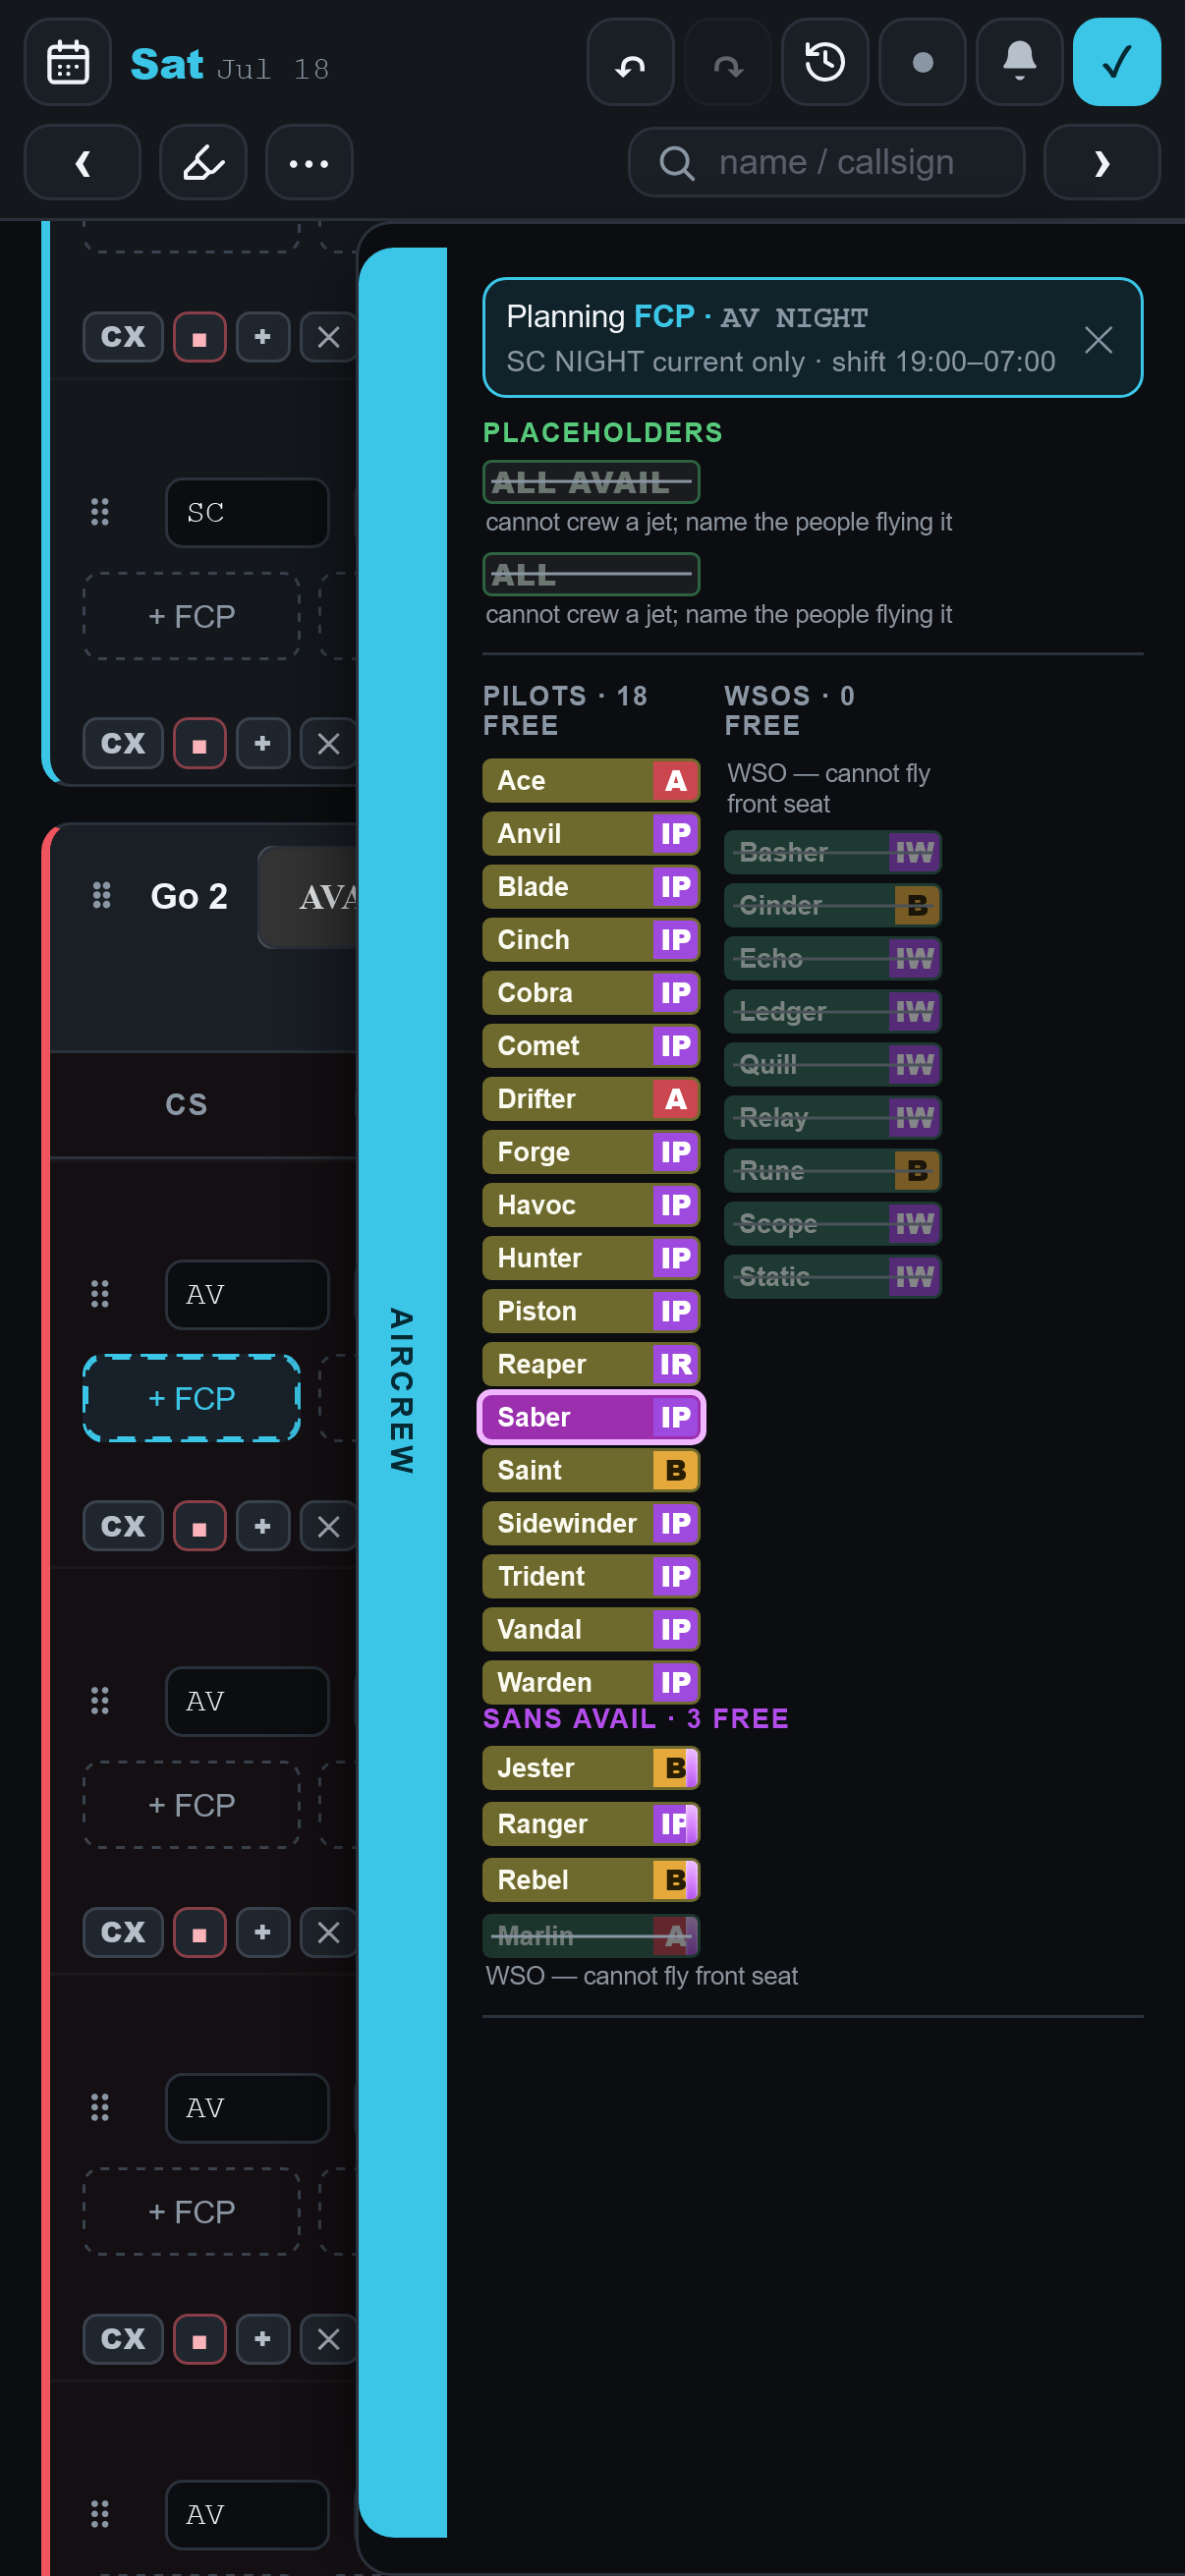 Sat Jul 18
name / callsign
CX
SC
+ FCP
CX
Go 2
CS
AV
+ FCP
CX
AV
+ FCP
CX
AV
+ FCP
CX
AV
AIRCREW
Planning FCP · AV NIGHT
SC NIGHT current only · shift 19:00–07:00
PLACEHOLDERS
ALL AVAIL
cannot crew a jet; name the people flying it
ALL
cannot crew a jet; name the people flying it
PILOTS · 18
FREE
Ace A
Anvil IP
Blade IP
Cinch IP
Cobra IP
Comet IP
Drifter A
Forge IP
Havoc IP
Hunter IP
Piston IP
Reaper IR
Saber IP
Saint B
Sidewinder IP
Trident IP
Vandal IP
Warden IP
WSOS · 0
FREE
WSO — cannot fly
front seat
Basher IW
Cinder B
Echo IW
Ledger IW
Quill IW
Relay IW
Rune B
Scope IW
Static IW
SANS AVAIL · 3 FREE
Jester B
Ranger IP
Rebel B
Marlin A
WSO — cannot fly front seat